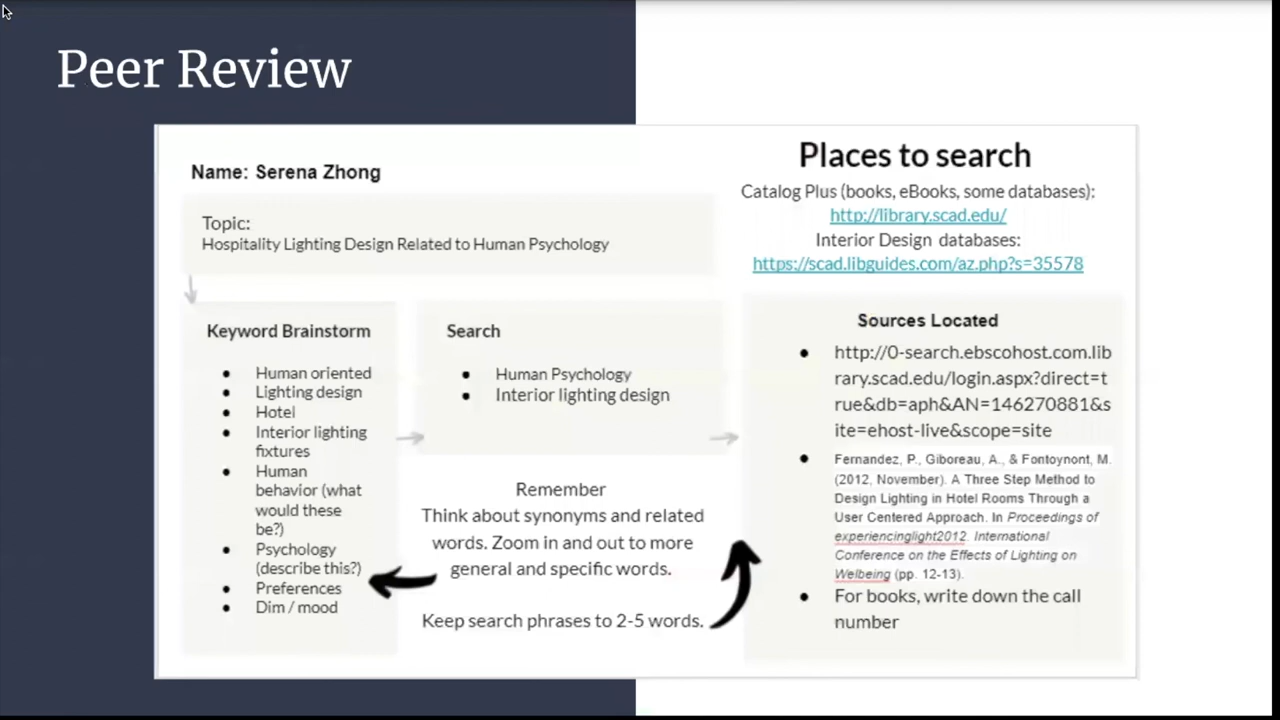 Peer Review
Name: Serena Zhong
Topic:
Hospitality Lighting Design Related to Human Psychology
Places to search
Catalog Plus (books, eBooks, some databases):
http://library.scad.edu/
Interior Design databases:
https://scad.libguides.com/az.php?s=35578
Keyword Brainstorm
Human oriented
Lighting design
Hotel
Interior lighting
fixtures
Human
behavior (what
would these
be?)
Psychology
(describe this?)
Preferences
Dim / mood
Search
Human Psychology
Interior lighting design
Remember
Think about synonyms and related
words. Zoom in and out to more
general and specific words.
Keep search phrases to 2-5 words.
Sources Located
http://0-search.ebscohost.com.lib
rary.scad.edu/login.aspx?direct=t
rue&db=aph&AN=146270881&s
ite=ehost-live&scope=site
Fernandez, P., Giboreau, A., & Fontoynont, M.
(2012, November). A Three Step Method to
Design Lighting in Hotel Rooms Through a
User Centered Approach. In Proceedings of
experiencinglight2012. International
Conference on the Effects of Lighting on
Welbeing (pp. 12-13).
For books, write down the call
number